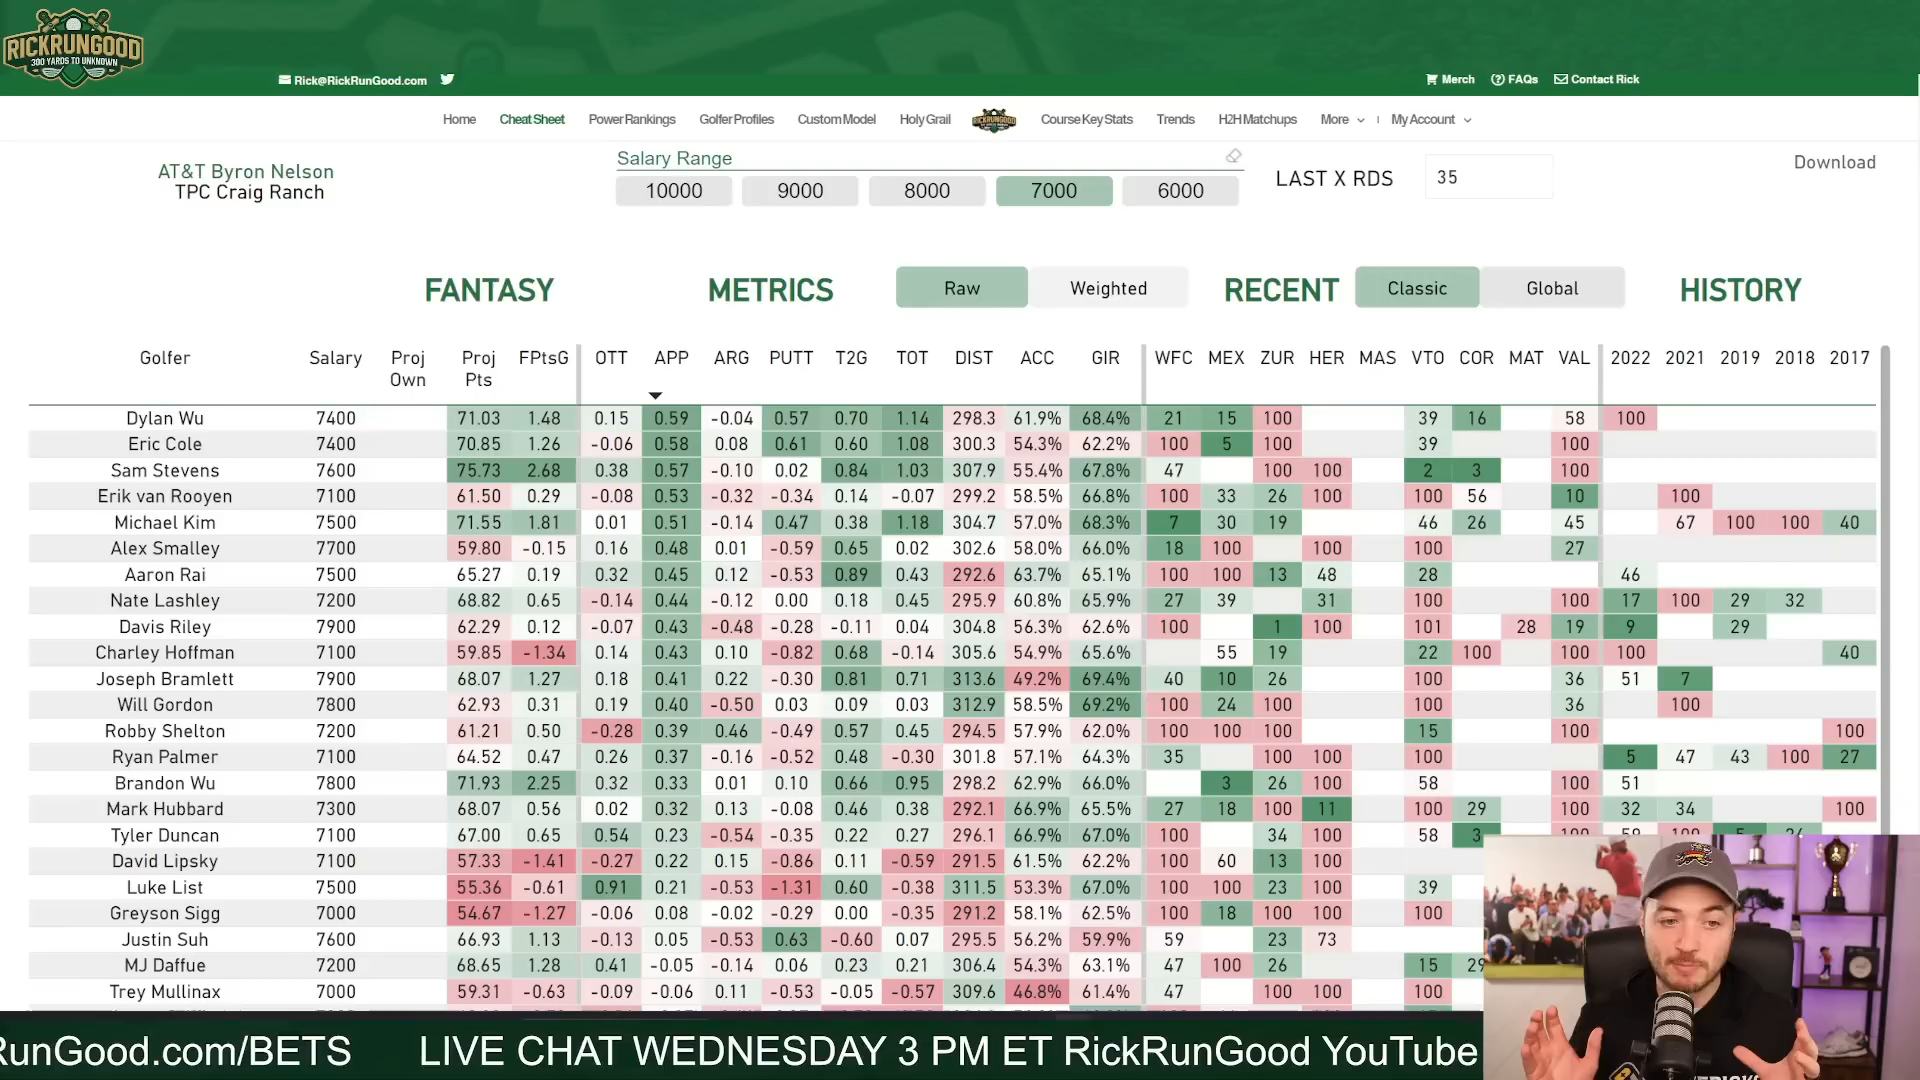 RICKRUNGOOD
300 YARDS TO UNKNOWN
Rick@RickRunGood.com
Merch FAQs Contact Rick
Home Cheat Sheet Power Rankings Golfer Profiles Custom Model Holy Grail RICKRUNGOOD Course Key Stats Trends H2H Matchups More My Account
AT&T Byron Nelson
TPC Craig Ranch
Salary Range
10000 9000 8000 7000 6000
LAST X RDS 35
Download
FANTASY METRICS Raw Weighted RECENT Classic Global HISTORY
Golfer Salary Proj Own Proj Pts FPtsG OTT APP ARG PUTT T2G TOT DIST ACC GIR WFC MEX ZUR HER MAS VTO COR MAT VAL 2022 2021 2019 2018 2017
Dylan Wu 7400 71.03 1.48 0.15 0.59 -0.04 0.57 0.70 1.14 298.3 61.9% 68.4% 21 15 100 39 16 58 100
Eric Cole 7400 70.85 1.26 -0.06 0.58 0.08 0.61 0.60 1.08 300.3 54.3% 62.2% 100 5 100 39 100
Sam Stevens 7600 75.73 2.68 0.38 0.57 -0.10 0.02 0.84 1.03 307.9 55.4% 67.8% 47 100 100 2 3 100
Erik van Rooyen 7100 61.50 0.29 -0.08 0.53 -0.32 -0.34 0.14 -0.07 299.2 58.5% 66.8% 100 33 26 100 100 56 10 100
Michael Kim 7500 71.55 1.81 0.01 0.51 -0.14 0.47 0.38 1.18 304.7 57.0% 68.3% 7 30 19 46 26 45 67 100 100 40
Alex Smalley 7700 59.80 -0.15 0.16 0.48 0.01 -0.59 0.65 0.02 302.6 58.0% 66.0% 18 100 100 100 27
Aaron Rai 7500 65.27 0.19 0.32 0.45 0.12 -0.53 0.89 0.43 292.6 63.7% 65.1% 100 100 13 48 28 46
Nate Lashley 7200 68.82 0.65 -0.14 0.44 -0.12 0.00 0.18 0.45 295.9 60.8% 65.9% 27 39 31 100 100 17 100 29 32
Davis Riley 7900 62.29 0.12 -0.07 0.43 -0.48 -0.28 -0.11 0.04 304.8 56.3% 62.6% 100 1 100 101 28 19 9 29
Charley Hoffman 7100 59.85 -1.34 0.14 0.43 0.10 -0.82 0.68 -0.14 305.6 54.9% 65.6% 55 19 22 100 100 100 40
Joseph Bramlett 7900 68.07 1.27 0.18 0.41 0.22 -0.30 0.81 0.71 313.6 49.2% 69.4% 40 10 26 100 36 51 7
Will Gordon 7800 62.93 0.31 0.19 0.40 -0.50 0.03 0.09 0.03 312.9 58.5% 69.2% 100 24 100 100 36 100
Robby Shelton 7200 61.21 0.50 -0.28 0.39 0.46 -0.49 0.57 0.45 294.5 57.9% 62.0% 100 100 100 15 100 100
Ryan Palmer 7100 64.52 0.47 0.26 0.37 -0.16 -0.52 0.48 -0.30 301.8 57.1% 64.3% 35 100 100 100 5 47 43 100 27
Brandon Wu 7800 71.93 2.25 0.32 0.33 0.01 0.10 0.66 0.95 298.2 62.9% 66.0% 3 26 100 58 100 51
Mark Hubbard 7300 68.07 0.56 0.02 0.32 0.13 -0.08 0.46 0.38 292.1 66.9% 65.5% 27 18 100 11 100 29 100 32 34 100
Tyler Duncan 7100 67.00 0.65 0.54 0.23 -0.54 -0.35 0.22 0.27 296.1 66.9% 67.0% 100 34 100 58 3
David Lipsky 7100 57.33 -1.41 -0.27 0.22 0.15 -0.86 0.11 -0.59 291.5 61.5% 62.2% 100 60 13 100
Luke List 7500 55.36 -0.61 0.91 0.21 -0.53 -1.31 0.60 -0.38 311.5 53.3% 67.0% 100 100 23 100 39
Greyson Sigg 7000 54.67 -1.27 -0.06 0.08 -0.02 -0.29 0.00 -0.35 291.2 58.1% 62.5% 100 18 100 100 100
Justin Suh 7600 66.93 1.13 -0.13 0.05 -0.53 0.63 -0.60 0.07 295.5 56.2% 59.9% 59 23 73
MJ Daffue 7200 68.65 1.28 0.41 -0.05 -0.14 0.06 0.23 0.21 306.4 54.3% 63.1% 47 100 26 15 29
Trey Mullinax 7000 59.31 -0.63 -0.09 -0.06 0.11 -0.53 -0.05 -0.57 309.6 46.8% 61.4% 47 100 100 100
RunGood.com/BETS LIVE CHAT WEDNESDAY 3 PM ET RickRunGood YouTube